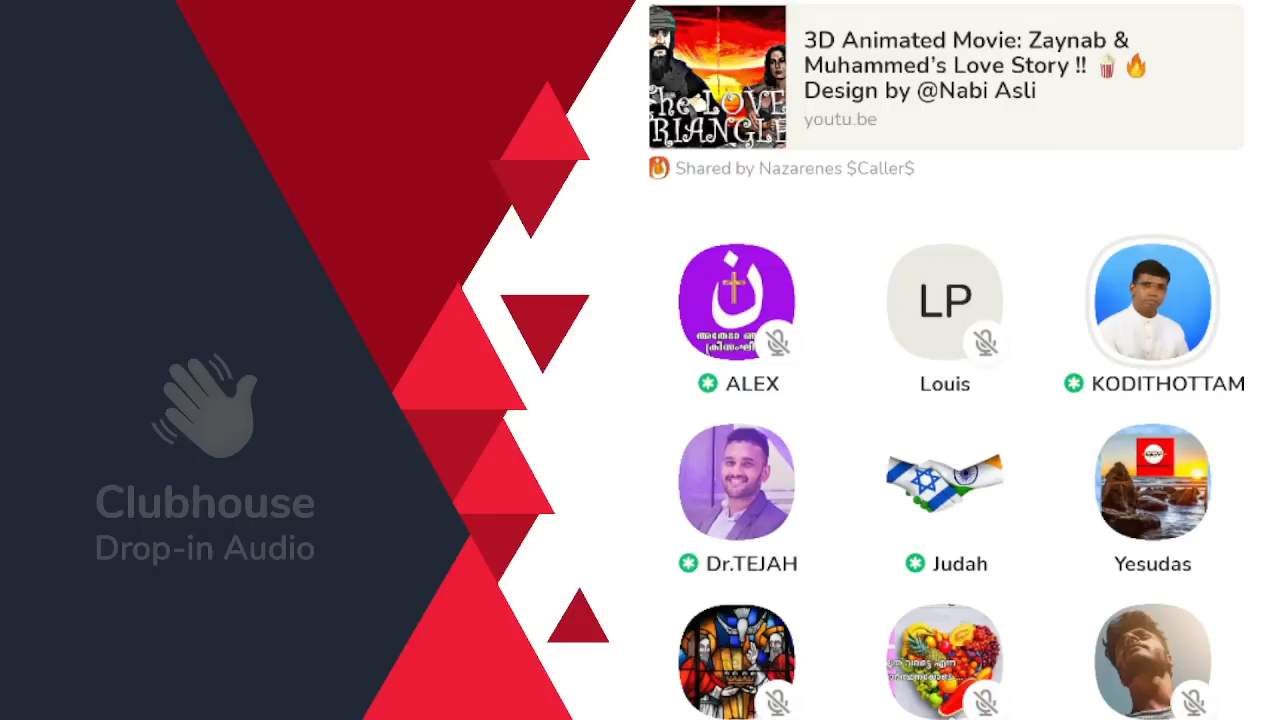 Clubhouse
Drop-in Audio
The LOVE
TRIANGLE
3D Animated Movie: Zaynab &
Muhammed's Love Story !! 🍿 🔥
Design by @Nabi Asli
youtu.be
Shared by Nazarenes $Caller$
ن
LP
ALEX
Louis
KODITHOTTAM
Dr.TEJAH
Judah
Yesudas